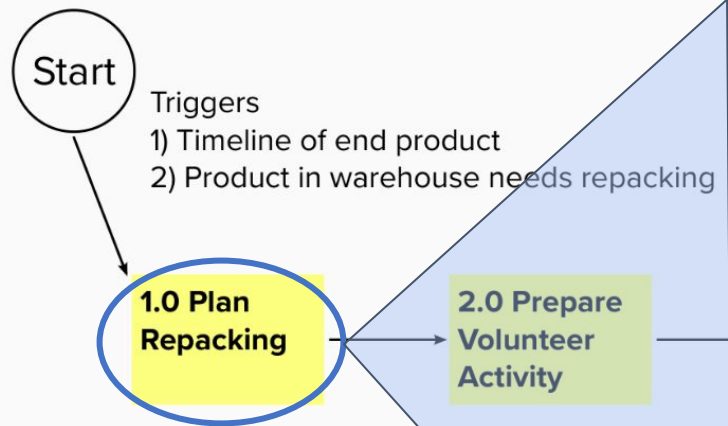 Start
Triggers
1) Timeline of end product
2) Product in warehouse needs repacking
1.0 Plan
Repacking
2.0 Prepare
Volunteer
Activity